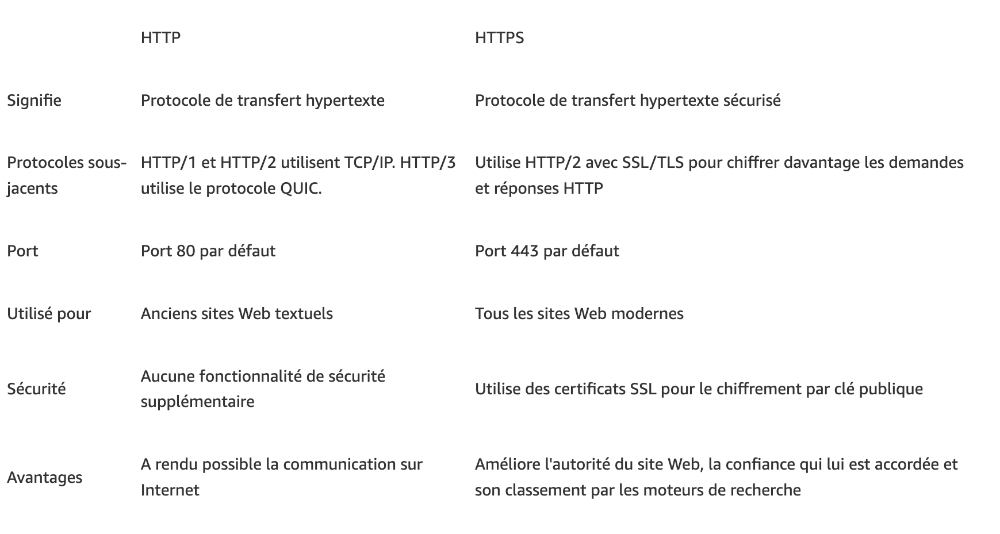 HTTP HTTPS
Signifie Protocole de transfert hypertexte Protocole de transfert hypertexte sécurisé
Protocoles sous- HTTP/1 et HTTP/2 utilisent TCP/IP. HTTP/3 Utilise HTTP/2 avec SSL/TLS pour chiffrer davantage les demandes
jacents utilise le protocole QUIC. et réponses HTTP
Port Port 80 par défaut Port 443 par défaut
Utilisé pour Anciens sites Web textuels Tous les sites Web modernes
Sécurité Aucune fonctionnalité de sécurité
supplémentaire Utilise des certificats SSL pour le chiffrement par clé publique
Avantages A rendu possible la communication sur Améliore l'autorité du site Web, la confiance qui lui est accordée et
Internet son classement par les moteurs de recherche